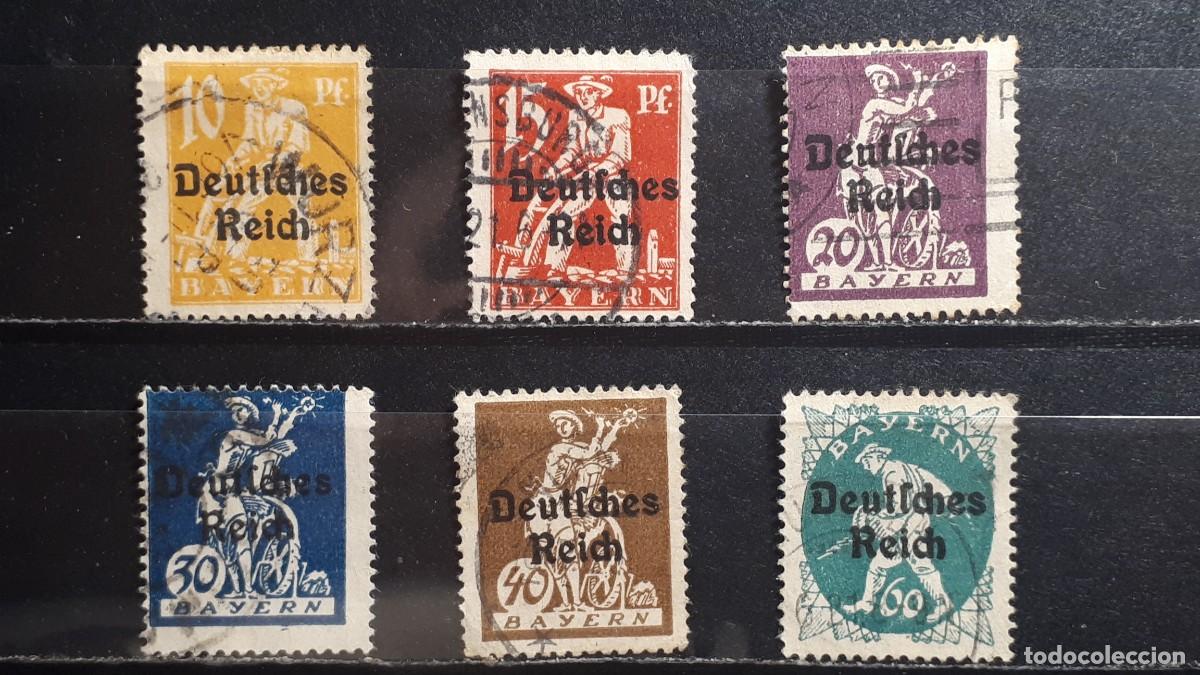 10 Pf.
Deutsches
Reich
BAYERN
15 Pf.
Deutsches
Reich
BAYERN
Deutsches
Reich
20
BAYERN
Deutsches
Reich
30
BAYERN
Deutsches
Reich
40
BAYERN
BAYERN
Deutsches
Reich
60
todocoleccion